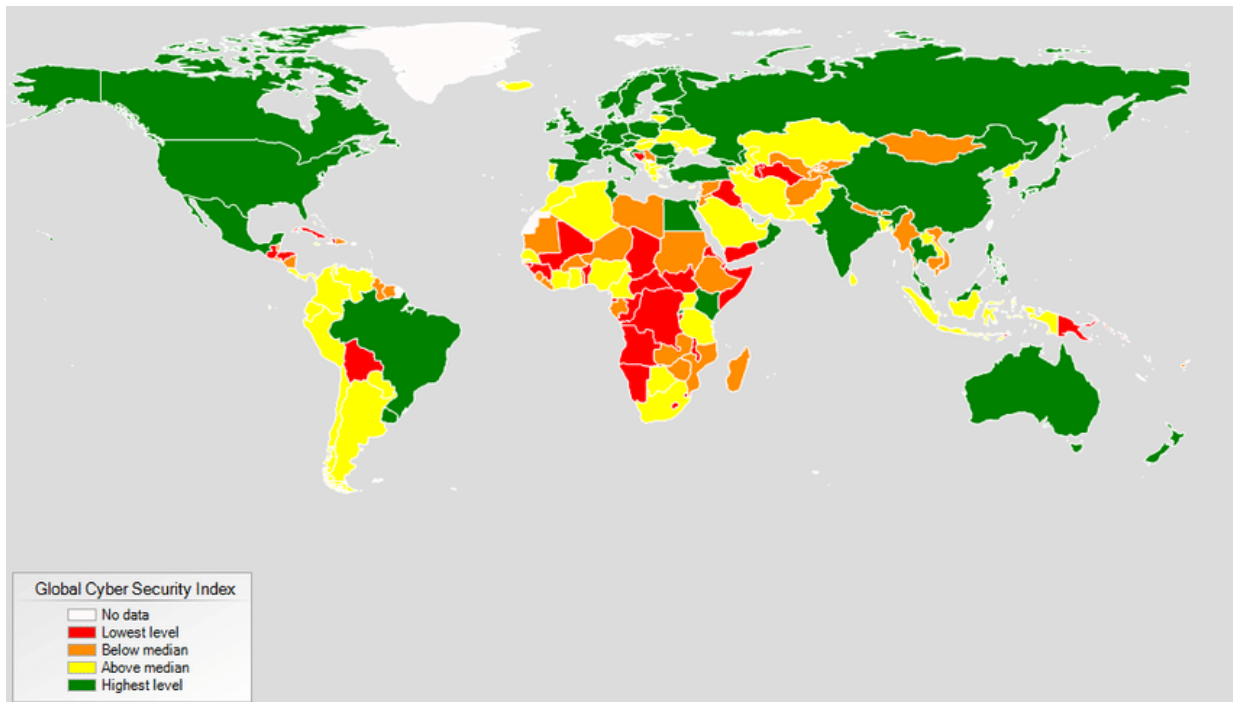 Global Cyber Security Index
No data
Lowest level
Below median
Above median
Highest level